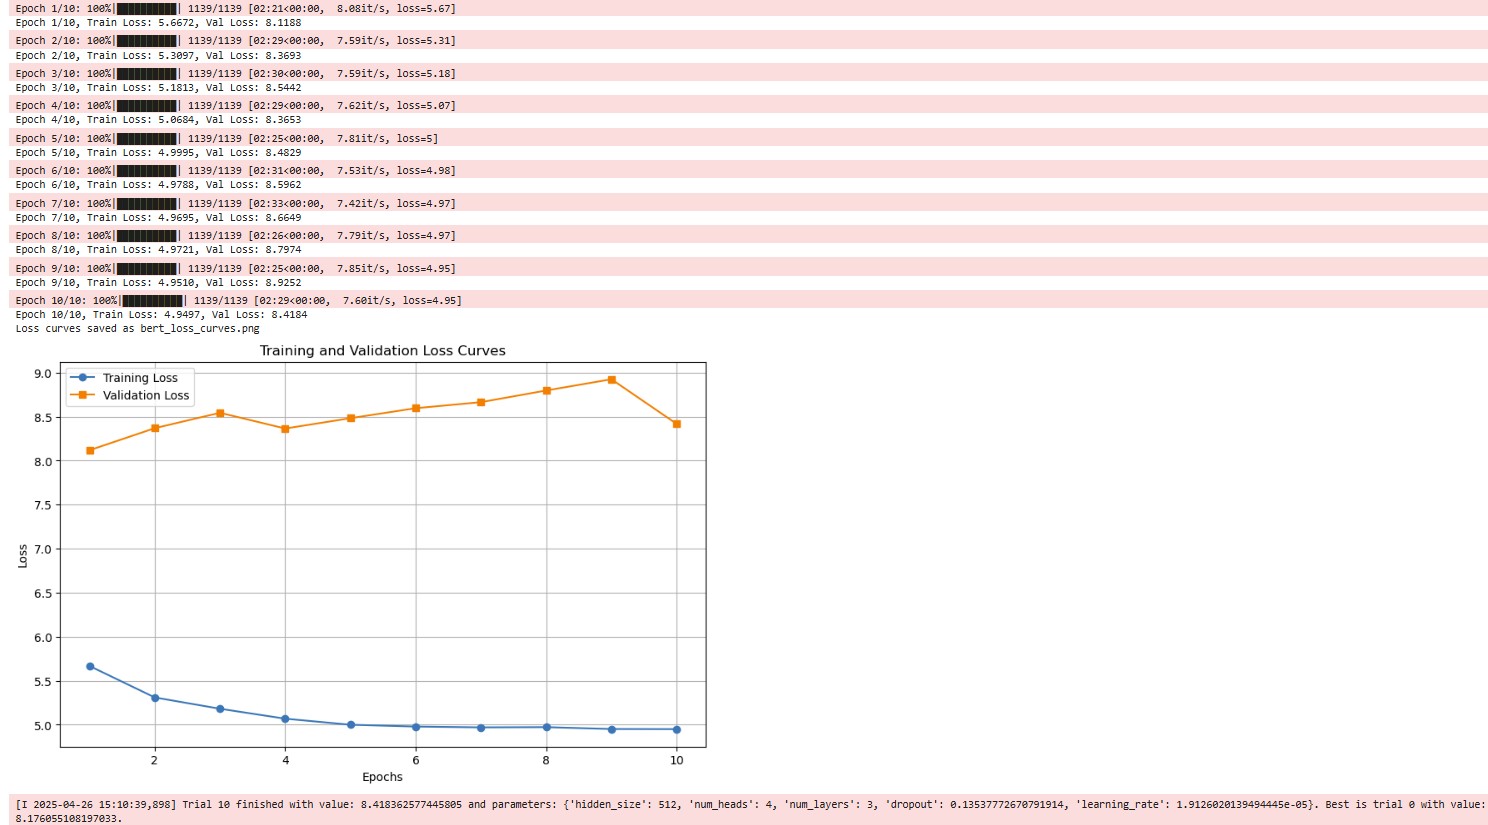 Epoch 1/10: 100%|██████████| 1139/1139 [02:21<00:00,  8.08it/s, loss=5.67]
Epoch 1/10, Train Loss: 5.6672, Val Loss: 8.1188
Epoch 2/10: 100%|██████████| 1139/1139 [02:29<00:00,  7.59it/s, loss=5.31]
Epoch 2/10, Train Loss: 5.3097, Val Loss: 8.3693
Epoch 3/10: 100%|██████████| 1139/1139 [02:30<00:00,  7.59it/s, loss=5.18]
Epoch 3/10, Train Loss: 5.1813, Val Loss: 8.5442
Epoch 4/10: 100%|██████████| 1139/1139 [02:29<00:00,  7.62it/s, loss=5.07]
Epoch 4/10, Train Loss: 5.0684, Val Loss: 8.3653
Epoch 5/10: 100%|██████████| 1139/1139 [02:25<00:00,  7.81it/s, loss=5]
Epoch 5/10, Train Loss: 4.9995, Val Loss: 8.4829
Epoch 6/10: 100%|██████████| 1139/1139 [02:31<00:00,  7.53it/s, loss=4.98]
Epoch 6/10, Train Loss: 4.9788, Val Loss: 8.5962
Epoch 7/10: 100%|██████████| 1139/1139 [02:33<00:00,  7.42it/s, loss=4.97]
Epoch 7/10, Train Loss: 4.9695, Val Loss: 8.6649
Epoch 8/10: 100%|██████████| 1139/1139 [02:26<00:00,  7.79it/s, loss=4.97]
Epoch 8/10, Train Loss: 4.9721, Val Loss: 8.7974
Epoch 9/10: 100%|██████████| 1139/1139 [02:25<00:00,  7.85it/s, loss=4.95]
Epoch 9/10, Train Loss: 4.9510, Val Loss: 8.9252
Epoch 10/10: 100%|██████████| 1139/1139 [02:29<00:00,  7.60it/s, loss=4.95]
Epoch 10/10, Train Loss: 4.9497, Val Loss: 8.4184
Loss curves saved as bert_loss_curves.png
Training and Validation Loss Curves
Training Loss
Validation Loss
9.0
8.5
8.0
7.5
7.0
6.5
6.0
5.5
5.0
Loss
2 4 6 8 10
Epochs
[I 2025-04-26 15:10:39,898] Trial 10 finished with value: 8.418362577445805 and parameters: {'hidden_size': 512, 'num_heads': 4, 'num_layers': 3, 'dropout': 0.13537772670791914, 'learning_rate': 1.9126020139494445e-05}. Best is trial 0 with value:
8.176055108197033.